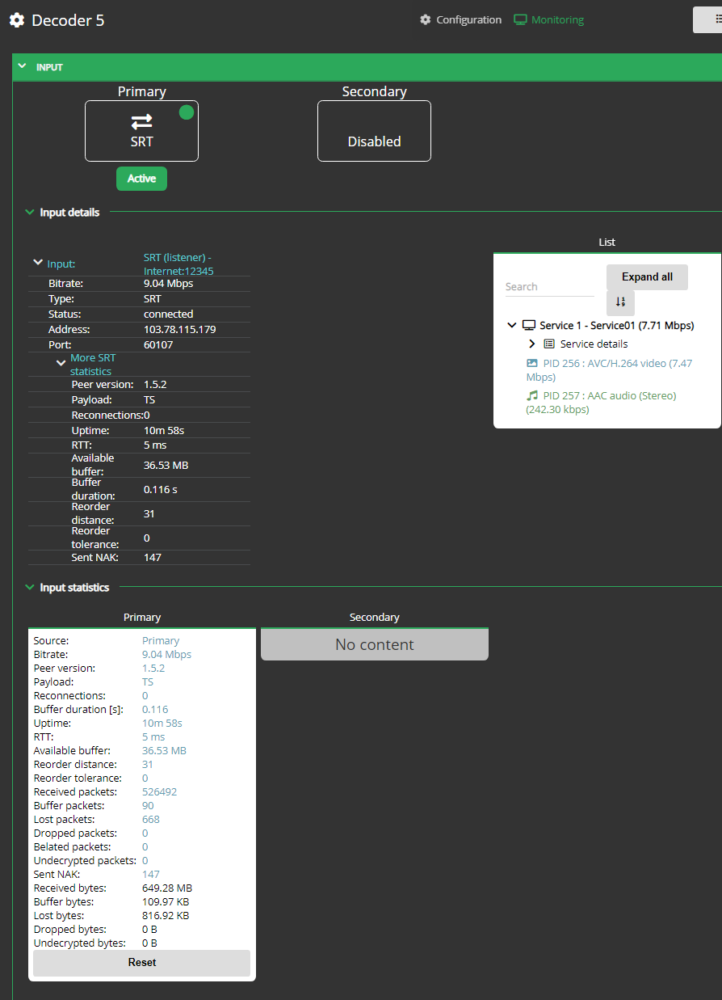 Decoder 5
Configuration
Monitoring
INPUT
Primary
SRT
Active
Secondary
Disabled
Input details
Input:
SRT (listener) -
Internet:12345
Bitrate: 9.04 Mbps
Type: SRT
Status: connected
Address: 103.78.115.179
Port: 60107
More SRT
statistics
Peer version: 1.5.2
Payload: TS
Reconnections:0
Uptime: 10m 58s
RTT: 5 ms
Available
buffer:
36.53 MB
Buffer
duration:
0.116 s
Reorder
distance:
31
Reorder
tolerance:
0
Sent NAK: 147
List
Search
Expand all
Service 1 - Service01 (7.71 Mbps)
Service details
PID 256 : AVC/H.264 video (7.47
Mbps)
PID 257 : AAC audio (Stereo)
(242.30 kbps)
Input statistics
Primary
Source: Primary
Bitrate: 9.04 Mbps
Peer version: 1.5.2
Payload: TS
Reconnections: 0
Buffer duration [s]: 0.116
Uptime: 10m 58s
RTT: 5 ms
Available buffer: 36.53 MB
Reorder distance: 31
Reorder tolerance: 0
Received packets: 526492
Buffer packets: 90
Lost packets: 668
Dropped packets: 0
Belated packets: 0
Undecrypted packets: 0
Sent NAK: 147
Received bytes: 649.28 MB
Buffer bytes: 109.97 KB
Lost bytes: 816.92 KB
Dropped bytes: 0 B
Undecrypted bytes: 0 B
Reset
Secondary
No content